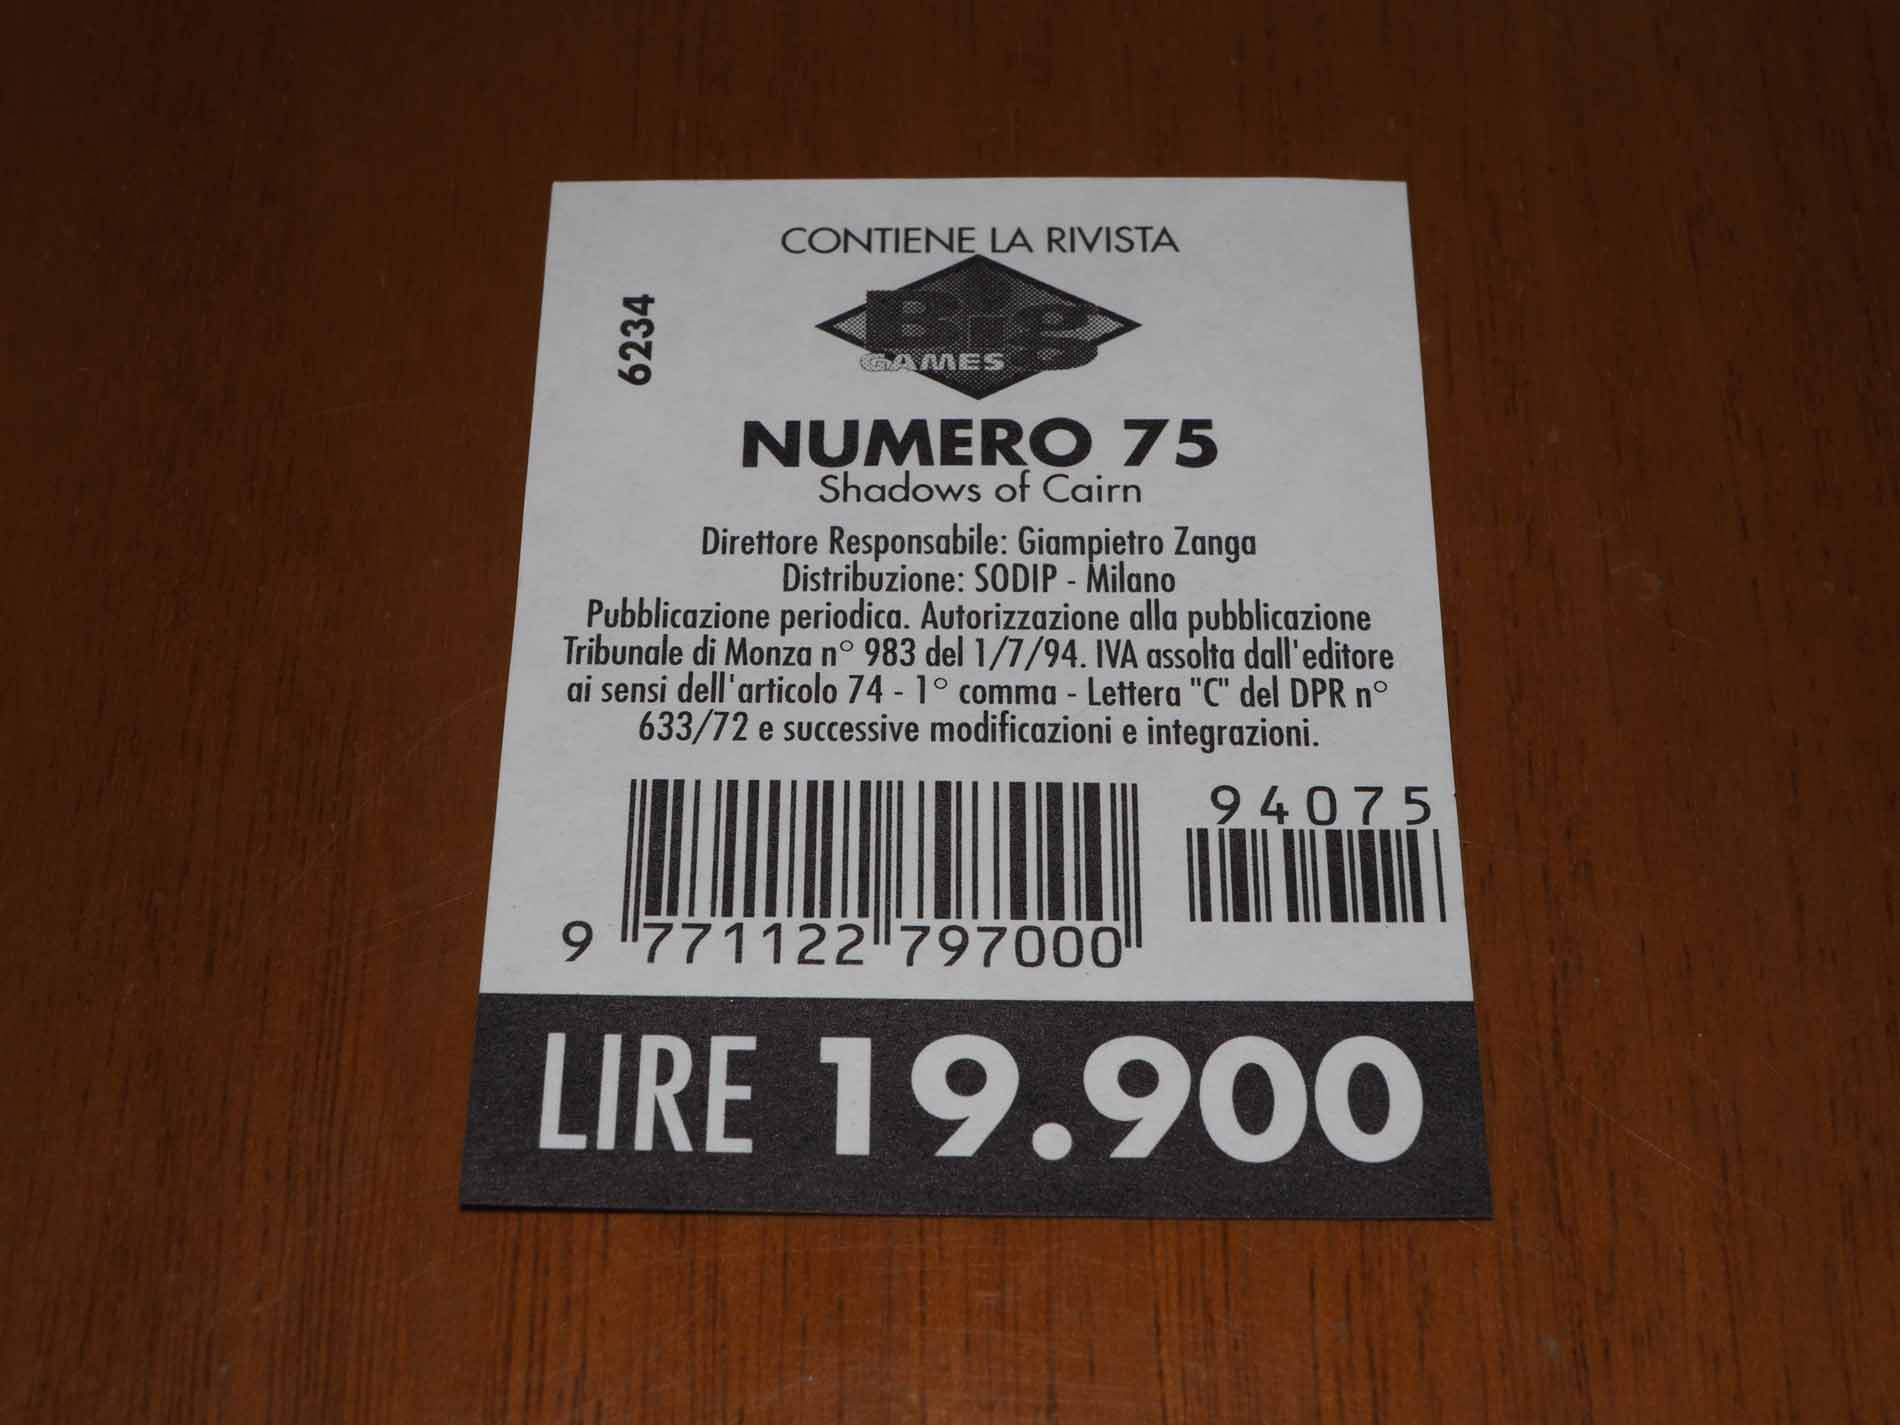 CONTIENE LA RIVISTA
6234
Big
GAMES
NUMERO 75
Shadows of Cairn
Direttore Responsabile: Giampietro Zanga
Distribuzione: SODIP - Milano
Pubblicazione periodica. Autorizzazione alla pubblicazione
Tribunale di Monza n° 983 del 1/7/94. IVA assolta dall'editore
ai sensi dell'articolo 74 - 1° comma - Lettera "C" del DPR n°
633/72 e successive modificazioni e integrazioni.
94075
9 771122 797000
LIRE 19.900